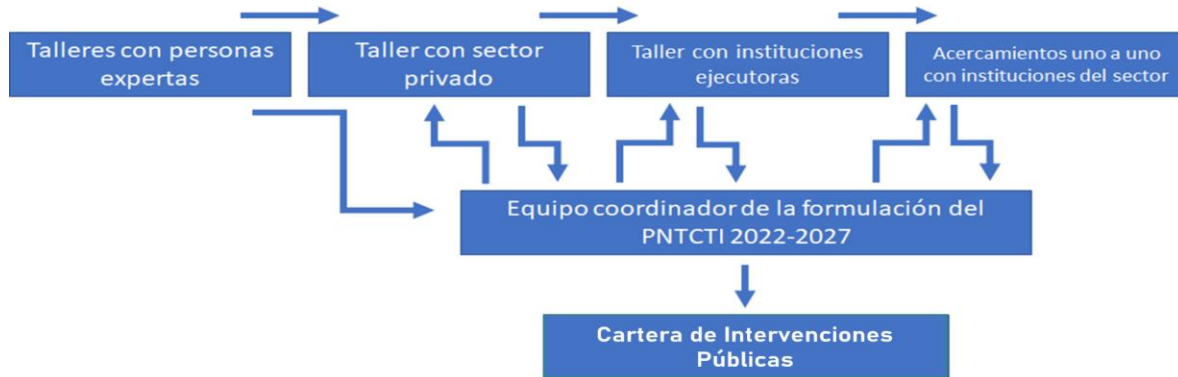 Talleres con personas
expertas
Taller con sector
privado
Taller con instituciones
ejecutoras
Acercamientos uno a uno
con instituciones del sector
Equipo coordinador de la formulación del
PNTCTI 2022-2027
Cartera de Intervenciones
Públicas